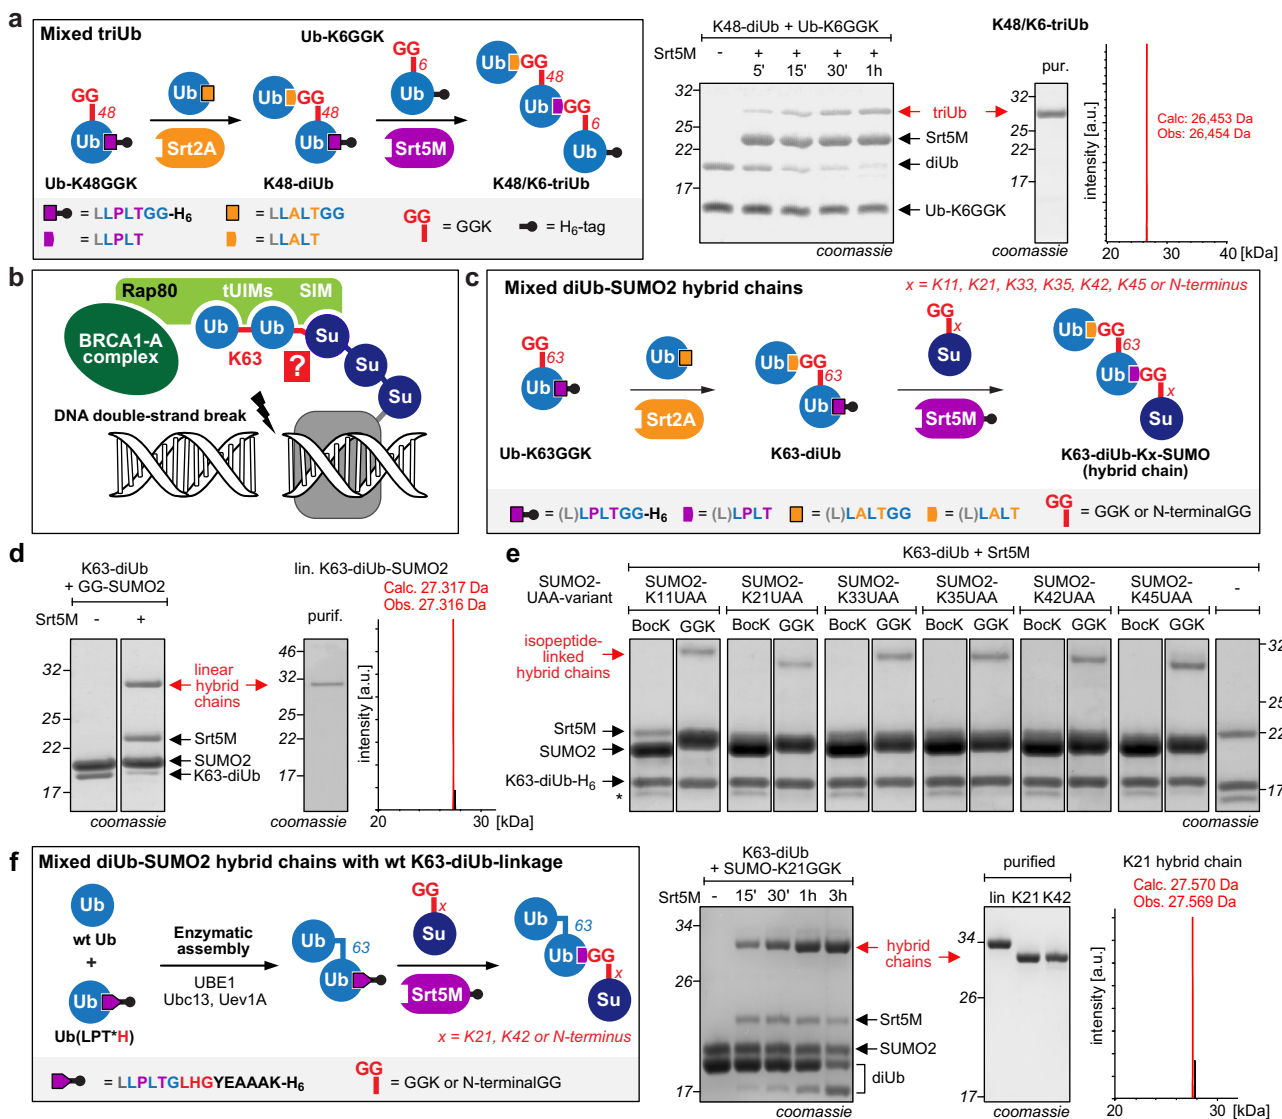 a
Mixed triUb
Ub-K6GGK
GG
48
Ub
Ub-K48GGK
Ub
Srt2A
Ub
GG
48
Ub
K48-diUb
GG
6
Ub
Srt5M
Ub
GG
48
Ub
GG
6
Ub
K48/K6-triUb
= LLPLTGG-H6
= LLALTGG
= LLPLT
= LLALT
GG
= GGK
= H6-tag
K48-diUb + Ub-K6GGK
Srt5M - + + + +
5' 15' 30' 1h
32
25
22
17
triUb
Srt5M
diUb
Ub-K6GGK
coomassie
K48/K6-triUb
pur.
32
25
22
17
coomassie
intensity [a.u.]
Calc: 26,453 Da
Obs: 26,454 Da
20 30 40 [kDa]
b
Rap80 tUIMs SIM
BRCA1-A
complex
Ub Ub Su
K63
?
Su
Su
DNA double-strand break
c
Mixed diUb-SUMO2 hybrid chains
x = K11, K21, K33, K35, K42, K45 or N-terminus
GG
63
Ub
Ub-K63GGK
Ub
Srt2A
Ub
GG
63
Ub
K63-diUb
GG
x
Su
Srt5M
Ub
GG
63
Ub
GG
x
Su
K63-diUb-Kx-SUMO
(hybrid chain)
= (L)LPLTGG-H6
= (L)LPLT
= (L)LALTGG
= (L)LALT
GG
= GGK or N-terminalGG
d
K63-diUb
+ GG-SUMO2
Srt5M - +
32
25
22
17
linear
hybrid
chains
Srt5M
SUMO2
K63-diUb
coomassie
lin. K63-diUb-SUMO2
purif.
46
32
25
22
17
coomassie
Calc. 27.317 Da
Obs. 27.316 Da
intensity [a.u.]
20 30 [kDa]
e
K63-diUb + Srt5M
SUMO2-
UAA-variant
SUMO2-
K11UAA
SUMO2-
K21UAA
SUMO2-
K33UAA
SUMO2-
K35UAA
SUMO2-
K42UAA
SUMO2-
K45UAA
-
BocK GGK BocK GGK BocK GGK BocK GGK BocK GGK BocK GGK
isopeptide-
linked
hybrid chains
Srt5M
SUMO2
K63-diUb-H6
*
32
25
22
17
coomassie
f
Mixed diUb-SUMO2 hybrid chains with wt K63-diUb-linkage
Ub
wt Ub
+
Ub
Ub(LPT*H)
Enzymatic
assembly
UBE1
Ubc13, Uev1A
Ub
63
Ub
GG
x
Su
Srt5M
Ub
63
Ub
GG
x
Su
x = K21, K42 or N-terminus
= LLPLTGLHGYEAAAK-H6
GG
= GGK or N-terminalGG
K63-diUb
+ SUMO-K21GGK
Srt5M - 15' 30' 1h 3h
34
26
17
hybrid
chains
Srt5M
SUMO2
diUb
coomassie
purified
lin K21 K42
34
26
17
coomassie
K21 hybrid chain
Calc. 27.570 Da
Obs. 27.569 Da
intensity [a.u.]
20 30 [kDa]